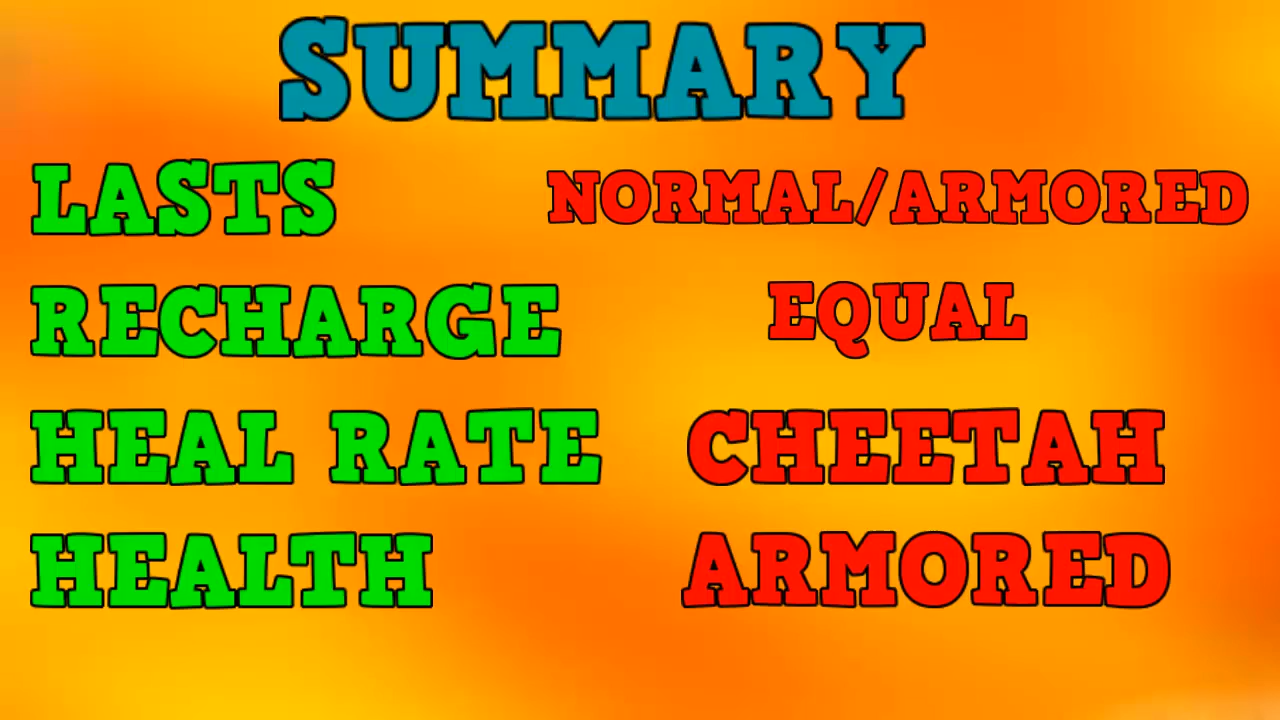 SUMMARY
LASTS NORMAL/ARMORED
RECHARGE EQUAL
HEAL RATE CHEETAH
HEALTH ARMORED